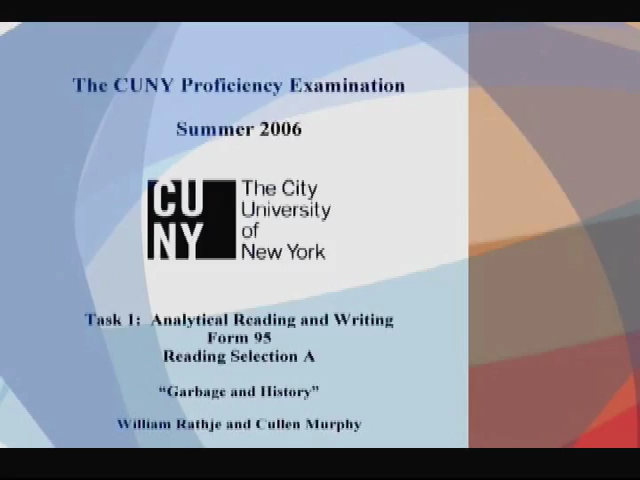 The CUNY Proficiency Examination
Summer 2006
CU
NY
The City
University
of
New York
Task 1: Analytical Reading and Writing
Form 95
Reading Selection A
“Garbage and History”
William Rathje and Cullen Murphy